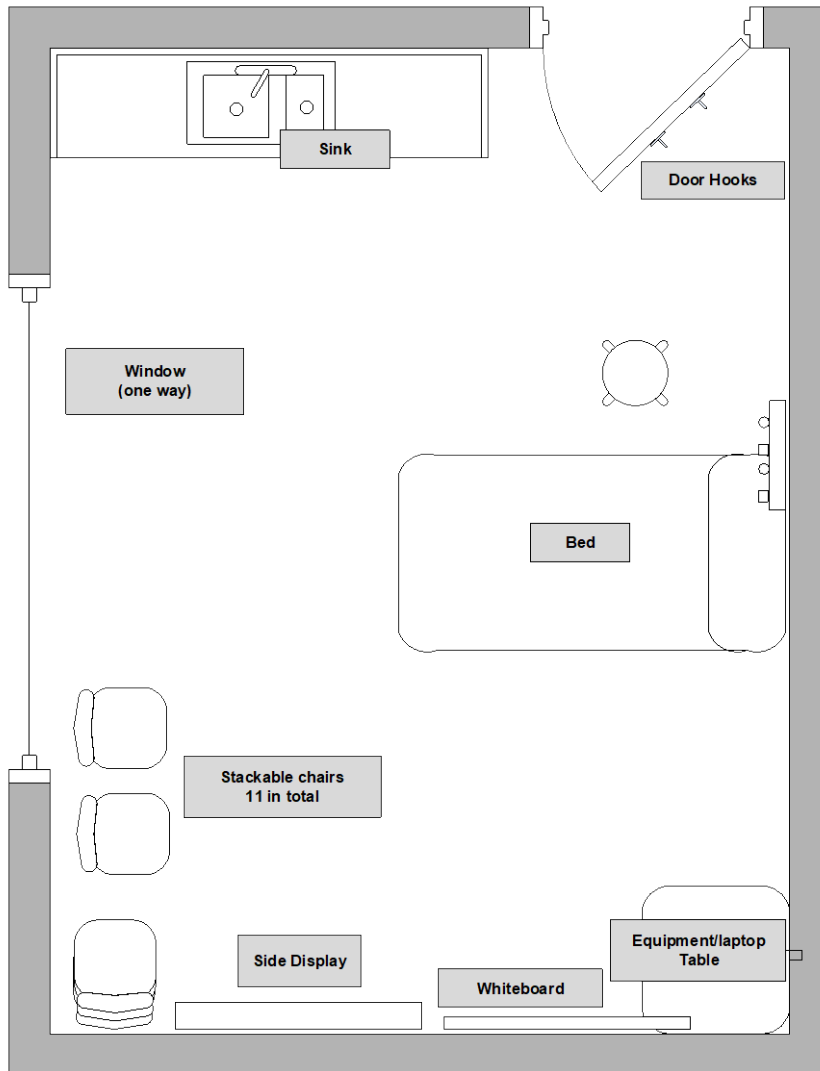 Sink
Door Hooks
Window
(one way)
Bed
Stackable chairs
11 in total
Equipment/laptop
Table
Side Display
Whiteboard